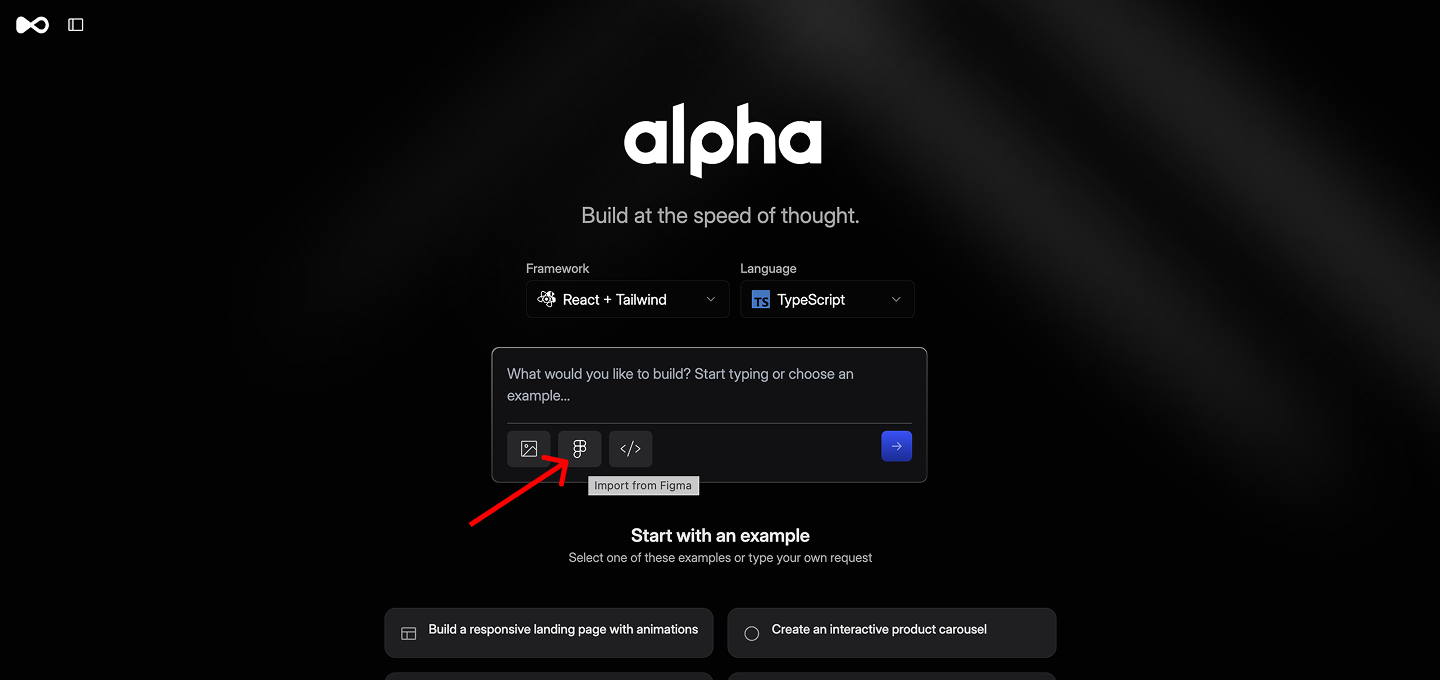 alpha
Build at the speed of thought.
Framework
Language
React + Tailwind
TS TypeScript
What would you like to build? Start typing or choose an
example...
</>
Import from Figma
Start with an example
Select one of these examples or type your own request
Build a responsive landing page with animations
Create an interactive product carousel